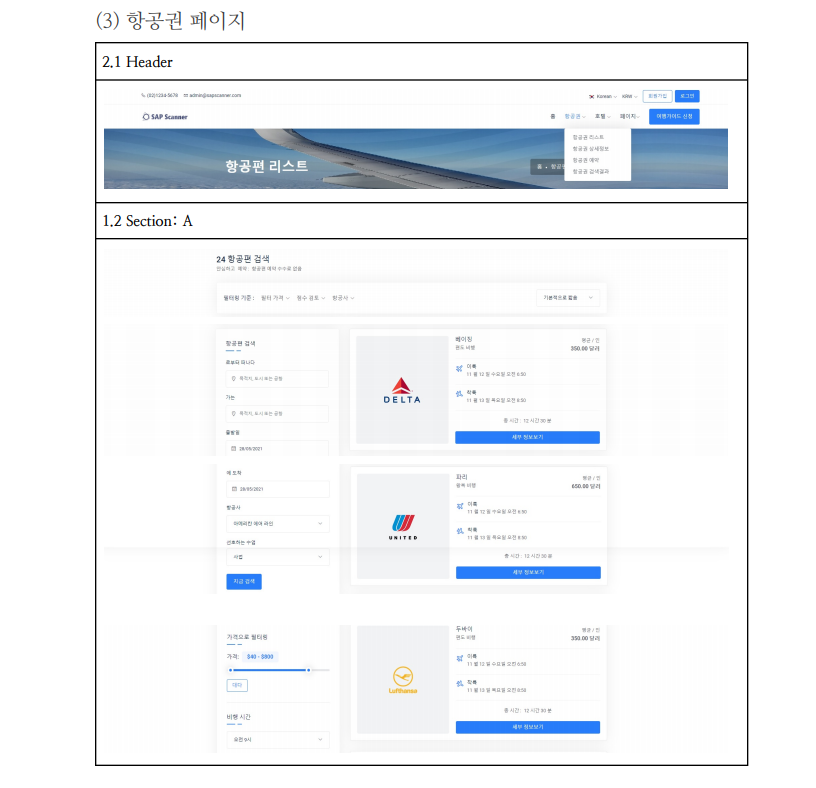 (3) 항공권 페이지
2.1 Header
(02)1234-5678 admin@sapscanner.com
Korean KRW 회원가입 로그인
SAP Scanner
홈 항공권 호텔 페이지 여행가이드 신청
항공권 리스트
항공권 상세정보
항공권 예약
항공권 검색결과
항공편 리스트
홈 • 항공
1.2 Section: A
24 항공편 검색
안심하고 예약: 항공권 예약 수수료 없음
필터링 기준: 필터 가격 점수 검토 항공사
기본적으로 활용
항공편 검색
로부터 떠나다
목적지, 도시 또는 공항
가는
목적지, 도시 또는 공항
출발일
28/05/2021
에 도착
28/05/2021
항공사
아메리칸 에어 라인
선호하는 수업
사업
지금 검색
가격으로 필터링
가격: $40 - $800
대다
비행 시간
오전 9시
DELTA
베이징
편도 비행
평균 / 인
350.00 달러
이륙
11 월 12 일 수요일 오전 6:50
착륙
11 월 13 일 목요일 오전 8:50
총 시간 : 12 시간 30 분
세부 정보보기
UNITED
파리
왕복 비행
평균 / 인
650.00 달러
이륙
11 월 12 일 수요일 오전 6:50
착륙
11 월 13 일 목요일 오전 8:50
총 시간 : 12 시간 30 분
세부 정보보기
Lufthansa
두바이
편도 비행
평균 / 인
350.00 달러
이륙
11 월 12 일 수요일 오전 6:50
착륙
11 월 13 일 목요일 오전 8:50
총 시간 : 12 시간 30 분
세부 정보보기